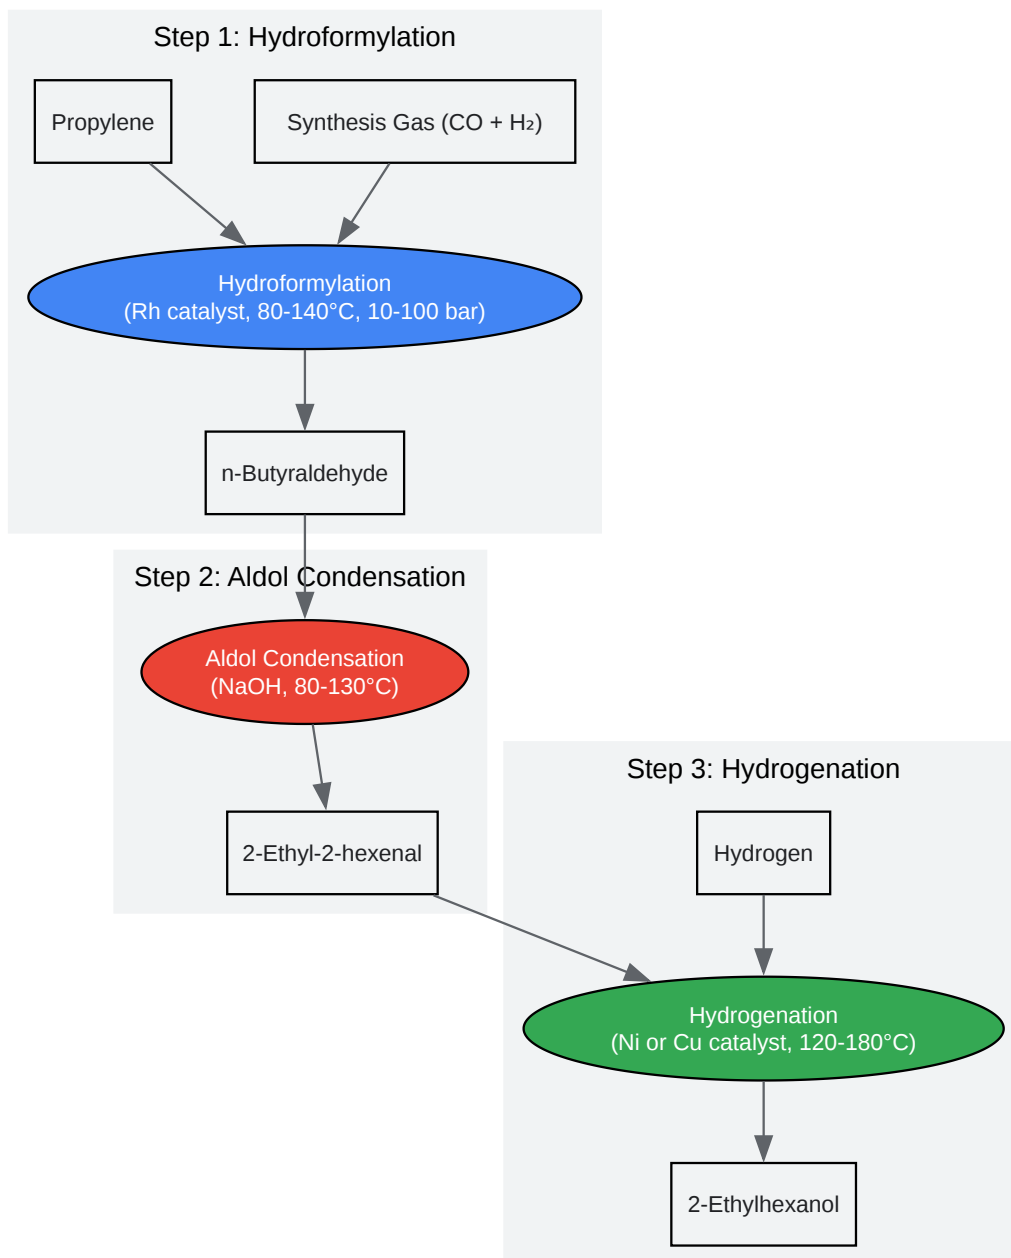 Step 1: Hydroformylation
Propylene
Synthesis Gas (CO + H₂)
Hydroformylation
(Rh catalyst, 80-140°C, 10-100 bar)
n-Butyraldehyde
Step 2: Aldol Condensation
Aldol Condensation
(NaOH, 80-130°C)
2-Ethyl-2-hexenal
Step 3: Hydrogenation
Hydrogen
Hydrogenation
(Ni or Cu catalyst, 120-180°C)
2-Ethylhexanol